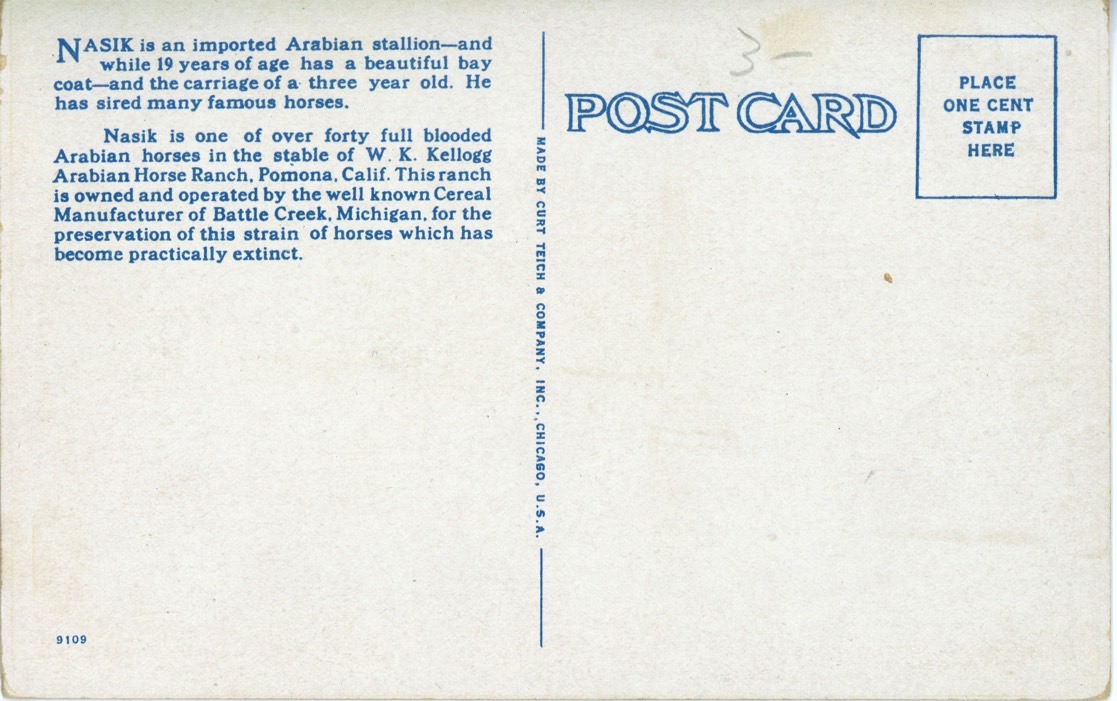 NASIK is an imported Arabian stallion—and
while 19 years of age has a beautiful bay
coat—and the carriage of a three year old. He
has sired many famous horses.
Nasik is one of over forty full blooded
Arabian horses in the stable of W. K. Kellogg
Arabian Horse Ranch, Pomona, Calif. This ranch
is owned and operated by the well known Cereal
Manufacturer of Battle Creek, Michigan, for the
preservation of this strain of horses which has
become practically extinct.
9109
MADE BY CURT TEICH & COMPANY, INC., CHICAGO, U.S.A.
3-
POST CARD
PLACE
ONE CENT
STAMP
HERE